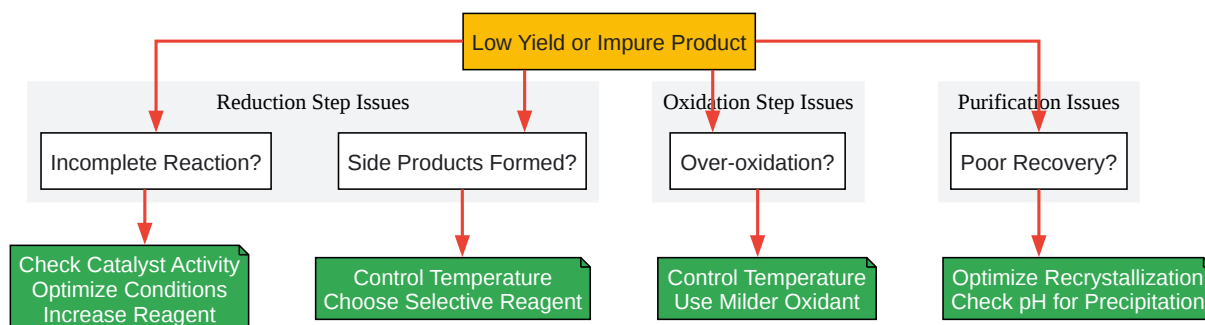 Low Yield or Impure Product
Reduction Step Issues
Oxidation Step Issues
Purification Issues
Incomplete Reaction?
Side Products Formed?
Over-oxidation?
Poor Recovery?
Check Catalyst Activity
Optimize Conditions
Increase Reagent
Control Temperature
Choose Selective Reagent
Control Temperature
Use Milder Oxidant
Optimize Recrystallization
Check pH for Precipitation